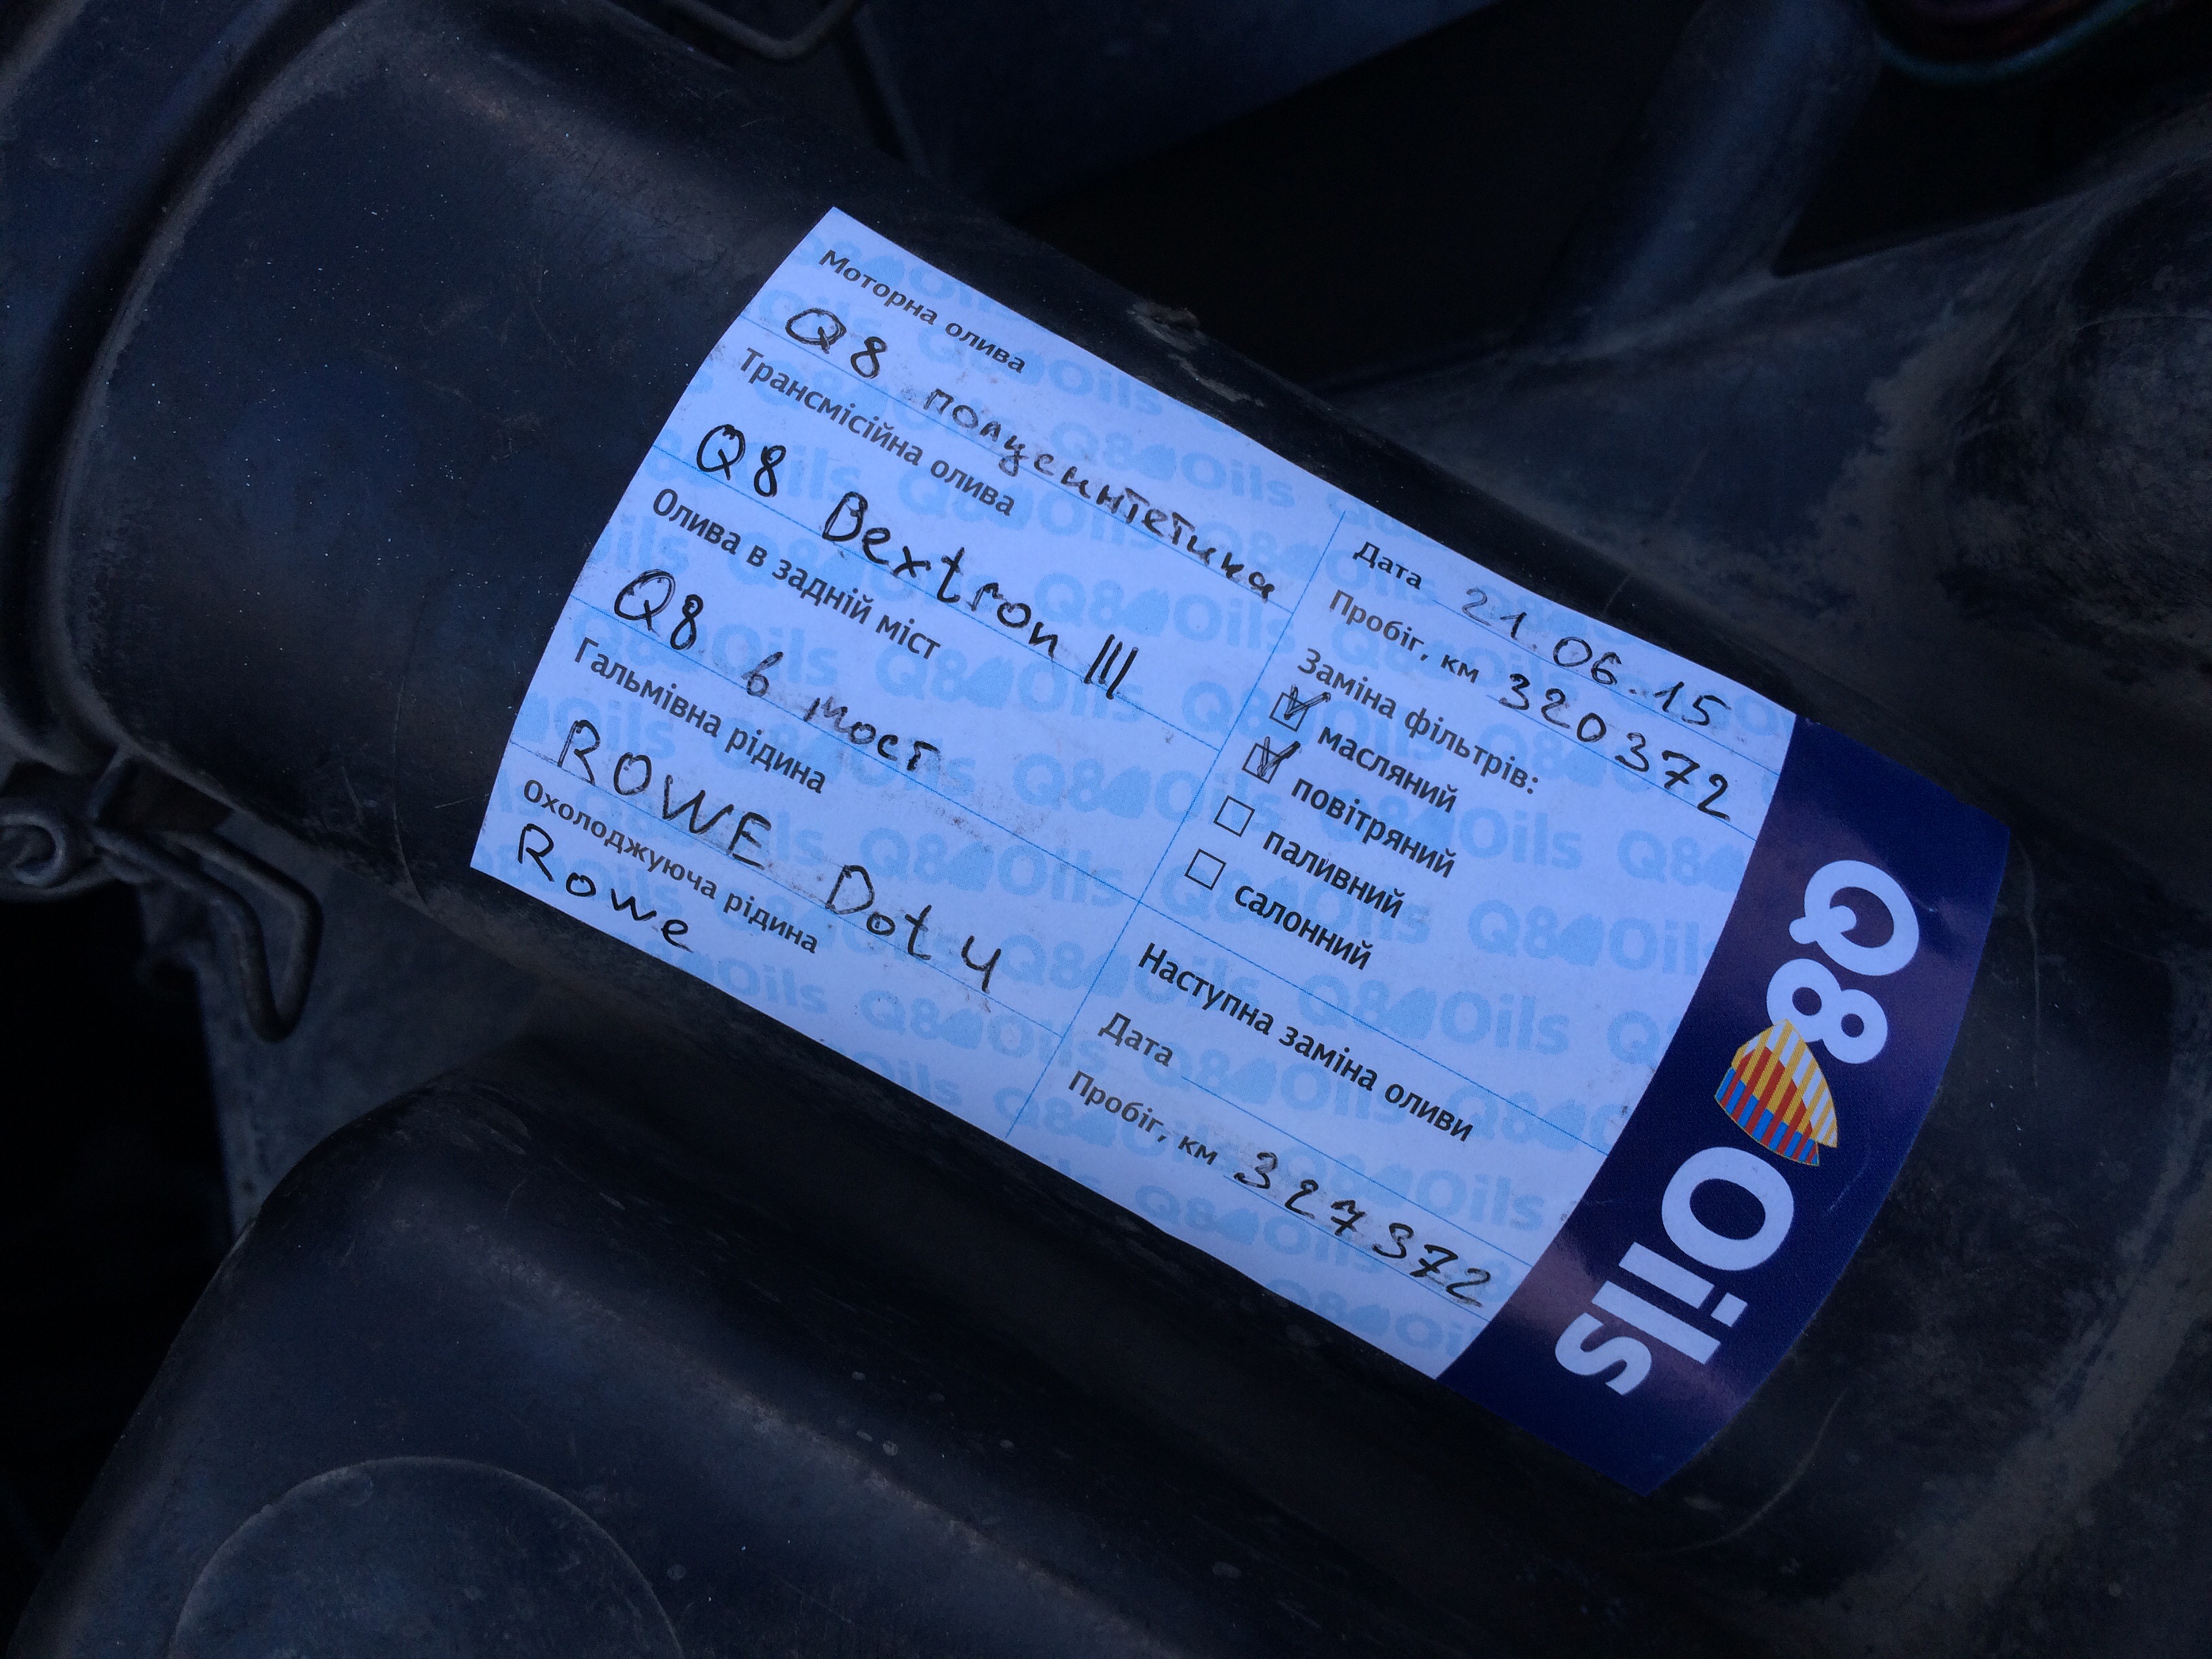 Моторна олива
Q8 полусинтетика
Трансмісійна олива
Q8 Dextron III
Олива в задній міст
Q8 в мост
Гальмівна рідина
ROWE Dot 4
Охолоджуюча рідина
Rowe
Дата 21.06.15
Пробіг, км 320372
Заміна фільтрів:
масляний
повітряний
паливний
салонний
Наступна заміна оливи
Дата
Пробіг, км 327372
Q8 Oils